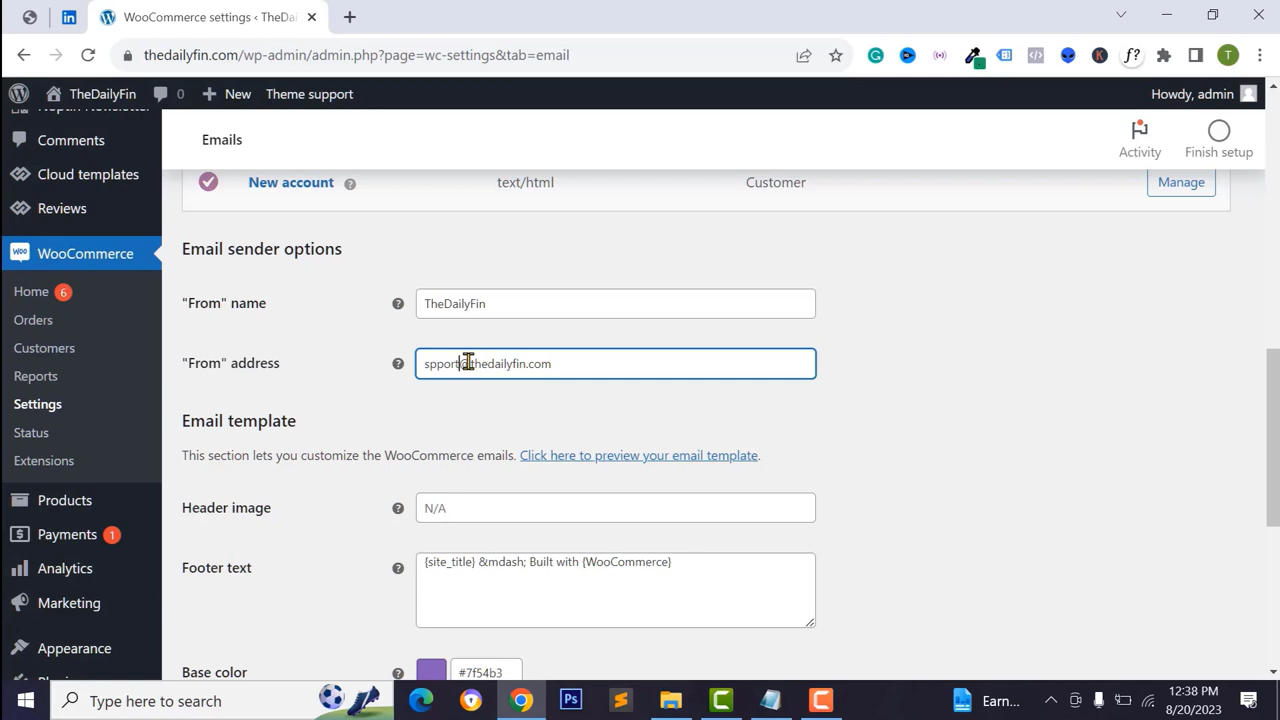 WooCommerce settings ‹ TheDai
thedailyfin.com/wp-admin/admin.php?page=wc-settings&tab=email
TheDailyFin
0
New
Theme support
Howdy, admin
Comments
Cloud templates
Reviews
WooCommerce
Home 6
Orders
Customers
Reports
Settings
Status
Extensions
Products
Payments 1
Analytics
Marketing
Appearance
Emails
Activity
Finish setup
New account
text/html
Customer
Manage
Email sender options
"From" name
TheDailyFin
"From" address
spport@thedailyfin.com
Email template
This section lets you customize the WooCommerce emails. Click here to preview your email template.
Header image
N/A
Footer text
{site_title} &mdash; Built with {WooCommerce}
Base color
#7f54b3
Type here to search
Earn...
12:38 PM
8/20/2023